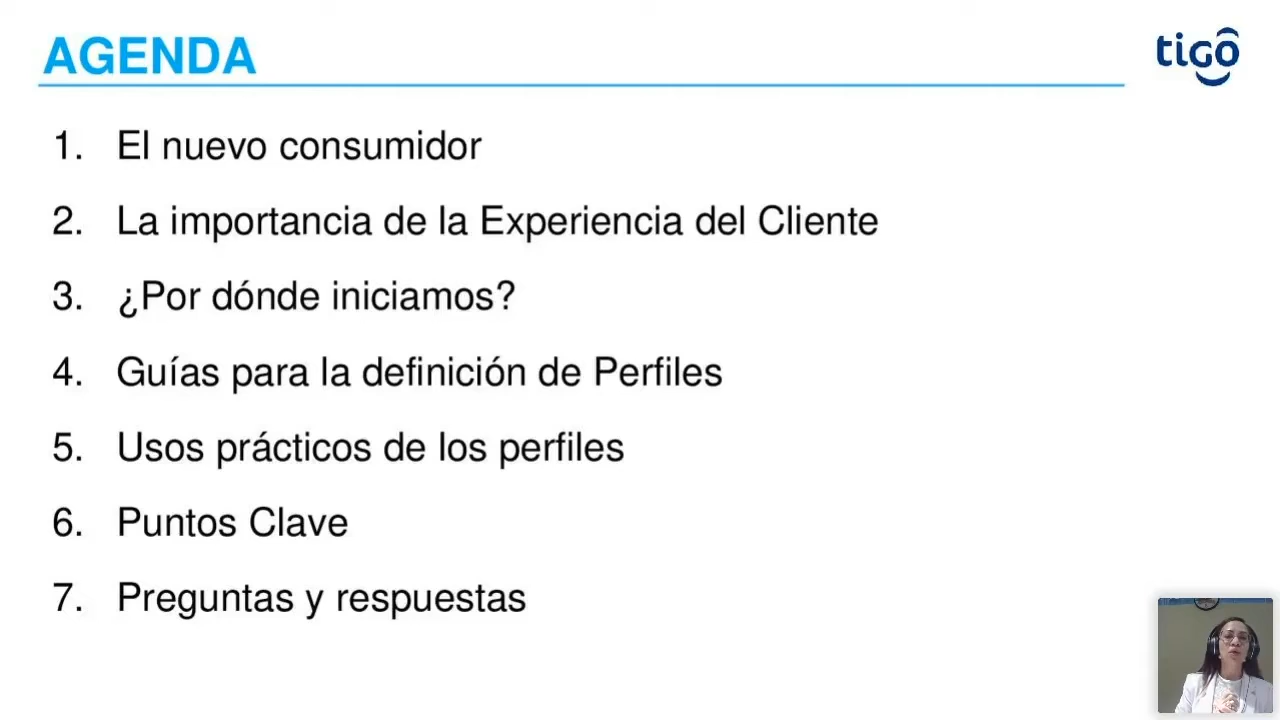 AGENDA
tigo
1. El nuevo consumidor
2. La importancia de la Experiencia del Cliente
3. ¿Por dónde iniciamos?
4. Guías para la definición de Perfiles
5. Usos prácticos de los perfiles
6. Puntos Clave
7. Preguntas y respuestas